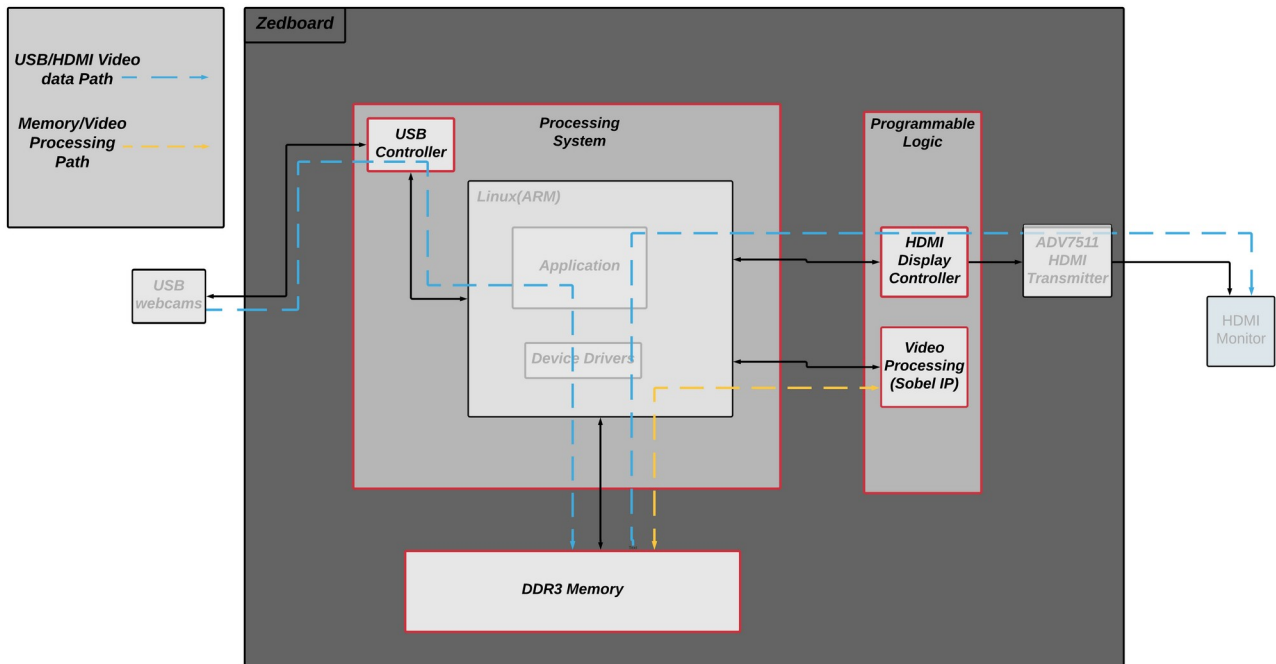 Zedboard
USB/HDMI Video
data Path
Memory/Video
Processing
Path
Processing
System
USB
Controller
Linux(ARM)
Application
Device Drivers
Programmable
Logic
HDMI
Display
Controller
Video
Processing
(Sobel IP)
ADV7511
HDMI
Transmitter
USB
webcams
HDMI
Monitor
DDR3 Memory